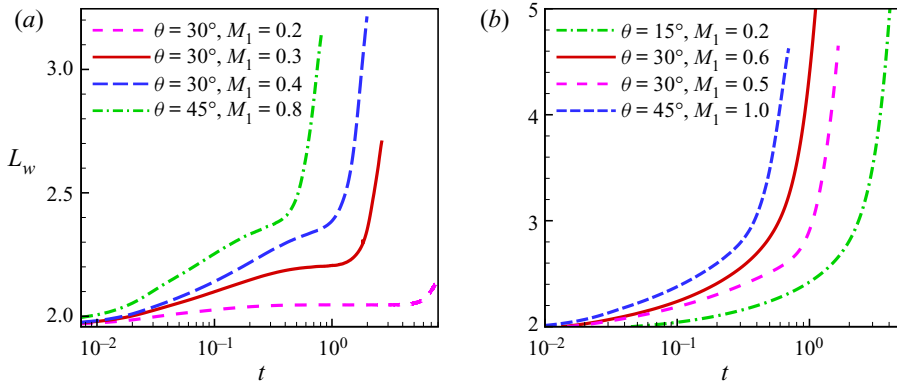 (a)
θ = 30°, M1 = 0.2
θ = 30°, M1 = 0.3
θ = 30°, M1 = 0.4
θ = 45°, M1 = 0.8
3.0
2.5
2.0
Lw
10–2
10–1
100
t
(b)
θ = 15°, M1 = 0.2
θ = 30°, M1 = 0.6
θ = 30°, M1 = 0.5
θ = 45°, M1 = 1.0
5
4
3
2
10–2
10–1
100
t